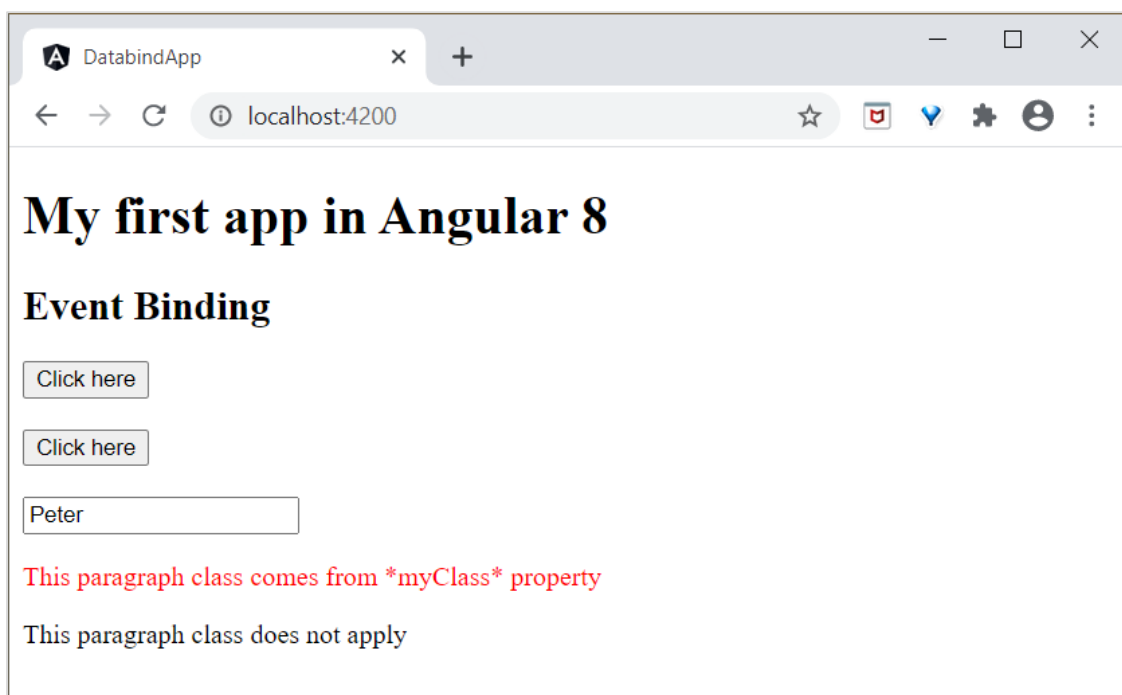 DatabindApp
localhost:4200
My first app in Angular 8
Event Binding
Click here
Click here
Peter
This paragraph class comes from *myClass* property
This paragraph class does not apply